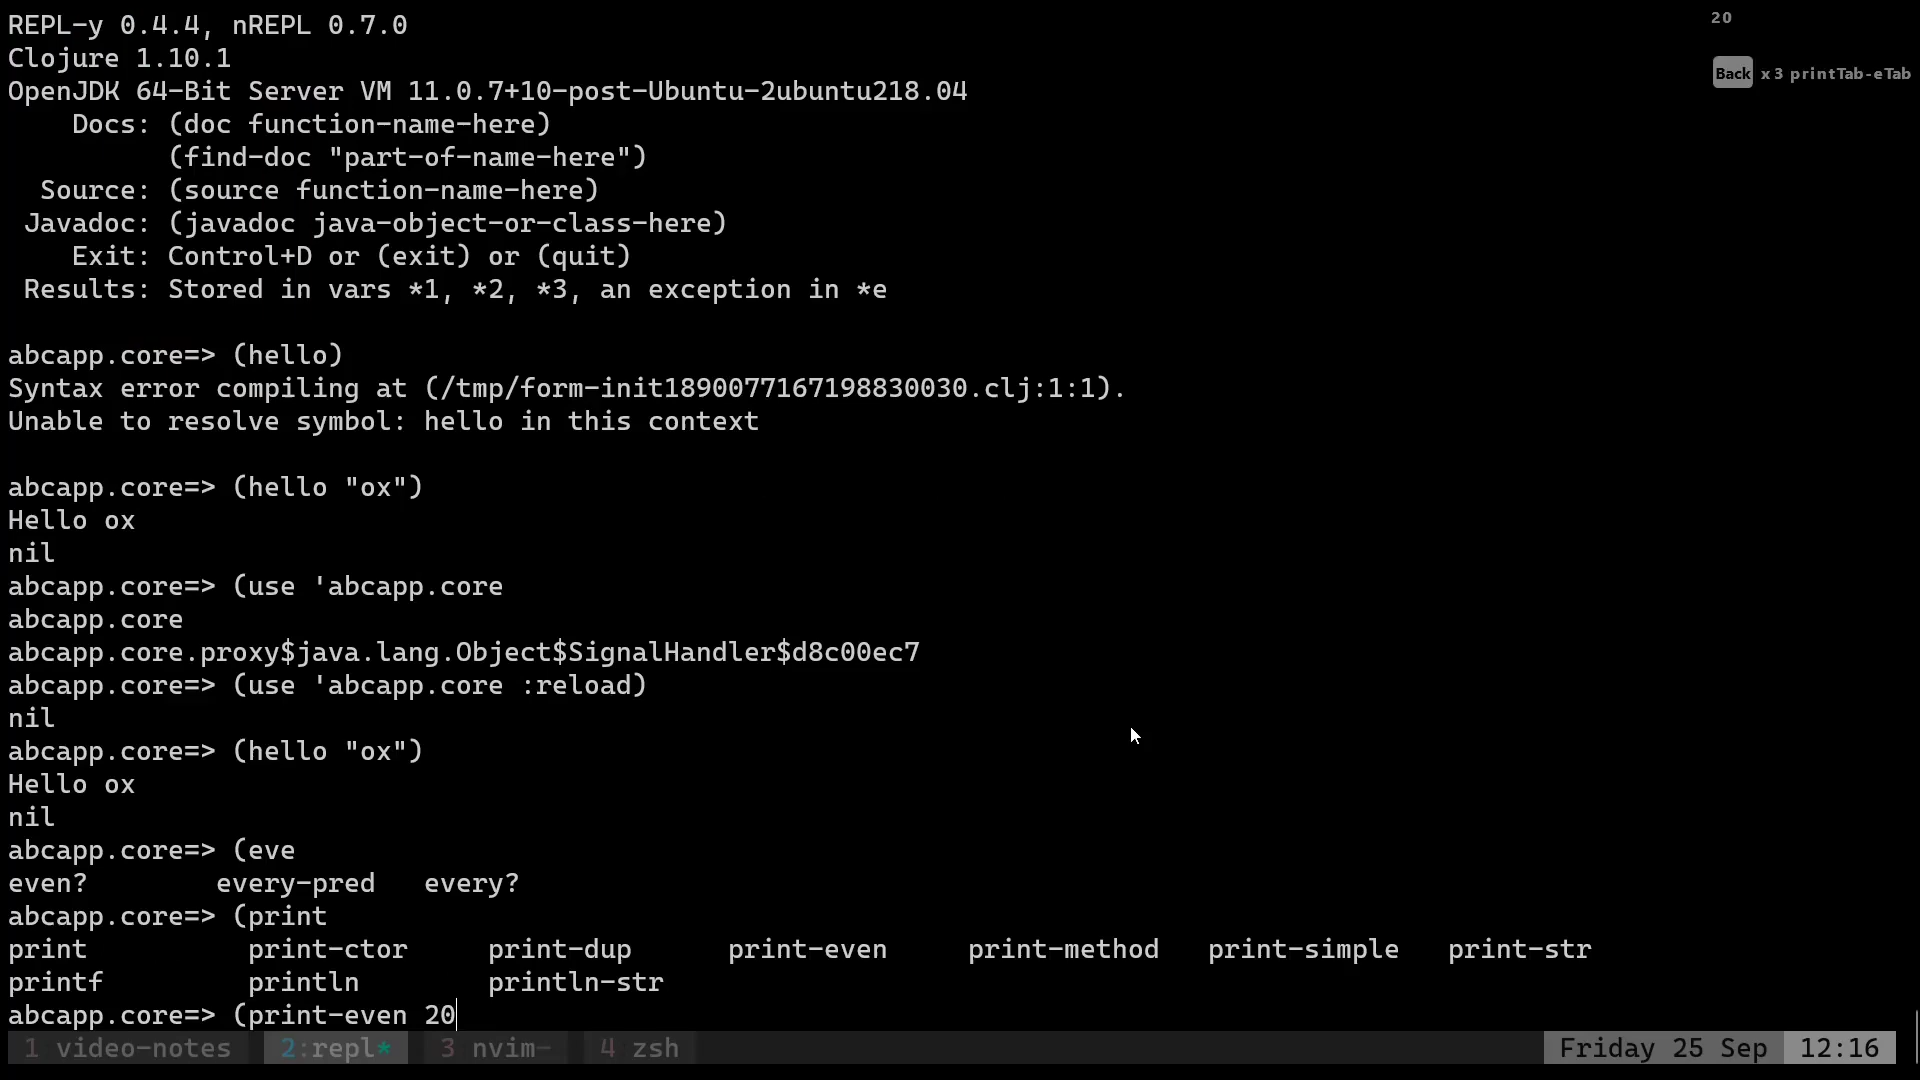 REPL-y 0.4.4, nREPL 0.7.0
Clojure 1.10.1
OpenJDK 64-Bit Server VM 11.0.7+10-post-Ubuntu-2ubuntu218.04
    Docs: (doc function-name-here)
          (find-doc "part-of-name-here")
  Source: (source function-name-here)
 Javadoc: (javadoc java-object-or-class-here)
    Exit: Control+D or (exit) or (quit)
 Results: Stored in vars *1, *2, *3, an exception in *e
20
Back x3 printTab-eTab
abcapp.core=> (hello)
Syntax error compiling at (/tmp/form-init1890077167198830030.clj:1:1).
Unable to resolve symbol: hello in this context
abcapp.core=> (hello "ox")
Hello ox
nil
abcapp.core=> (use 'abcapp.core
abcapp.core
abcapp.core.proxy$java.lang.Object$SignalHandler$d8c00ec7
abcapp.core=> (use 'abcapp.core :reload)
nil
abcapp.core=> (hello "ox")
Hello ox
nil
abcapp.core=> (eve
even?        every-pred   every?
abcapp.core=> (print
print          print-ctor     print-dup      print-even     print-method   print-simple   print-str
printf         println        println-str
abcapp.core=> (print-even 20
1 video-notes  2:repl*  3 nvim-  4 zsh  Friday 25 Sep  12:16